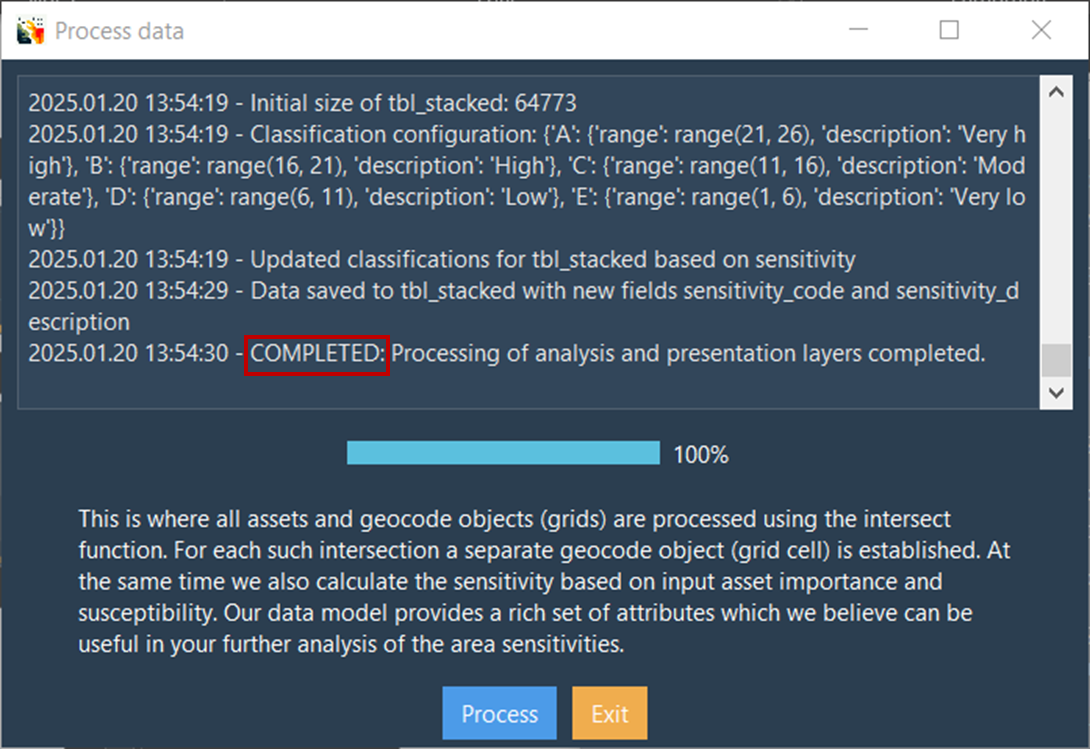 Process data
2025.01.20 13:54:19 - Initial size of tbl_stacked: 64773
2025.01.20 13:54:19 - Classification configuration: {'A': {'range': range(21, 26), 'description': 'Very h
igh'}, 'B': {'range': range(16, 21), 'description': 'High'}, 'C': {'range': range(11, 16), 'description': 'Mod
erate'}, 'D': {'range': range(6, 11), 'description': 'Low'}, 'E': {'range': range(1, 6), 'description': 'Very lo
w'}}
2025.01.20 13:54:19 - Updated classifications for tbl_stacked based on sensitivity
2025.01.20 13:54:29 - Data saved to tbl_stacked with new fields sensitivity_code and sensitivity_d
escription
2025.01.20 13:54:30 - COMPLETED: Processing of analysis and presentation layers completed.
100%
This is where all assets and geocode objects (grids) are processed using the intersect
function. For each such intersection a separate geocode object (grid cell) is established. At
the same time we also calculate the sensitivity based on input asset importance and
susceptibility. Our data model provides a rich set of attributes which we believe can be
useful in your further analysis of the area sensitivities.
Process
Exit